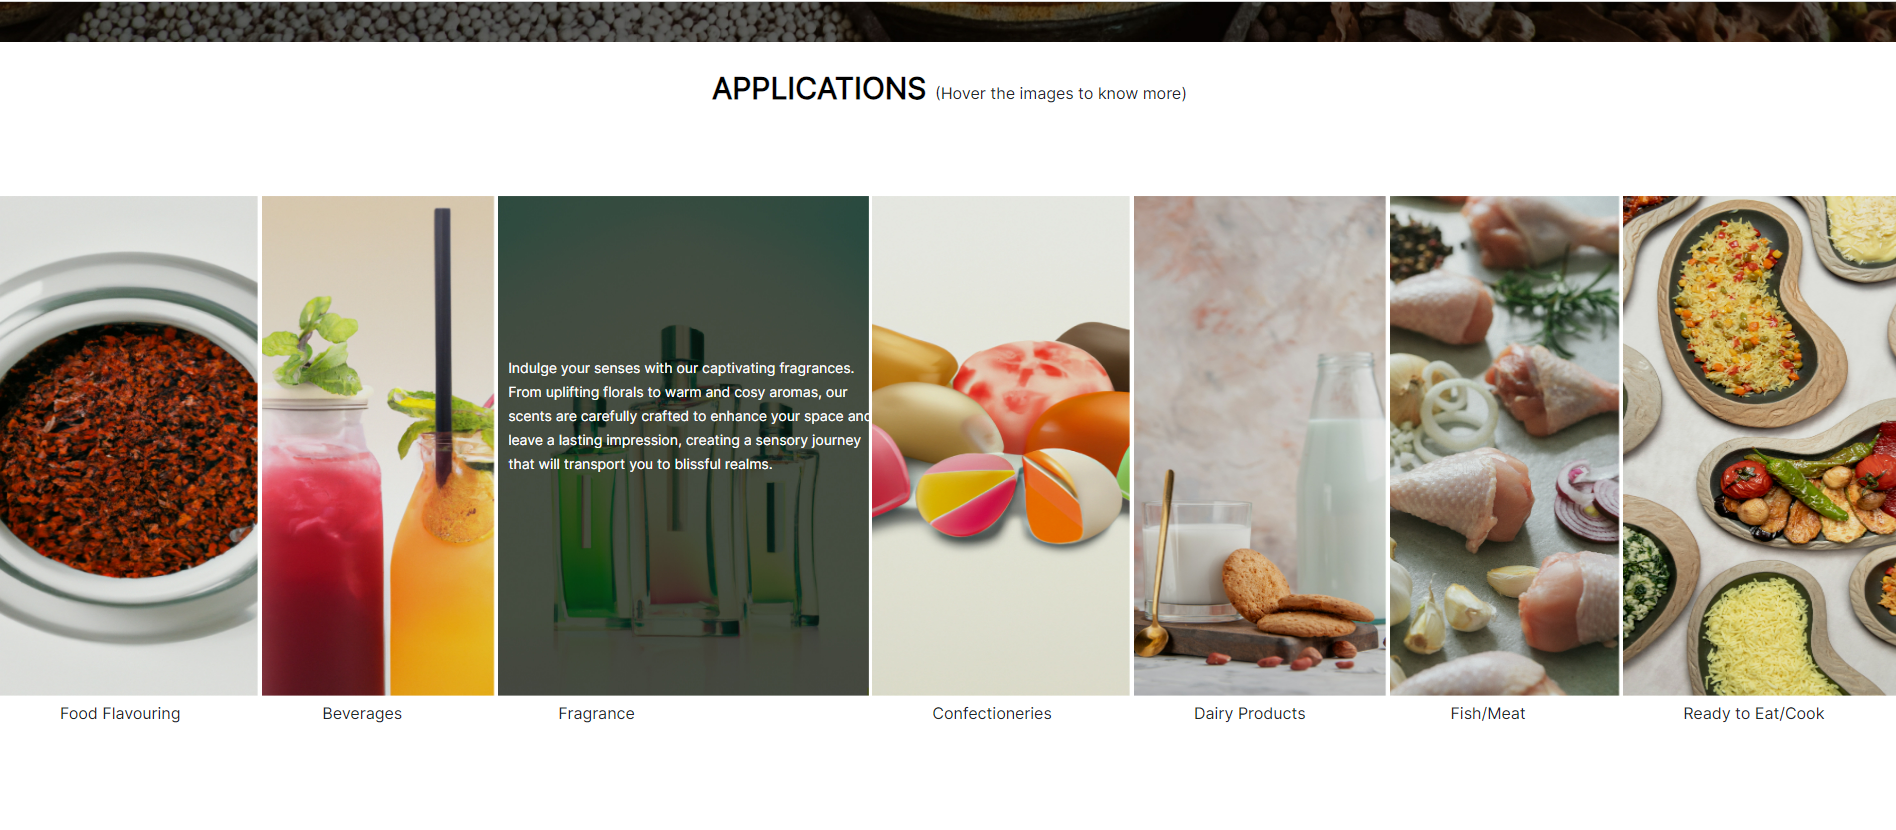 APPLICATIONS (Hover the images to know more)
Indulge your senses with our captivating fragrances.
From uplifting florals to warm and cosy aromas, our
scents are carefully crafted to enhance your space and
leave a lasting impression, creating a sensory journey
that will transport you to blissful realms.
Food Flavouring
Beverages
Fragrance
Confectioneries
Dairy Products
Fish/Meat
Ready to Eat/Cook